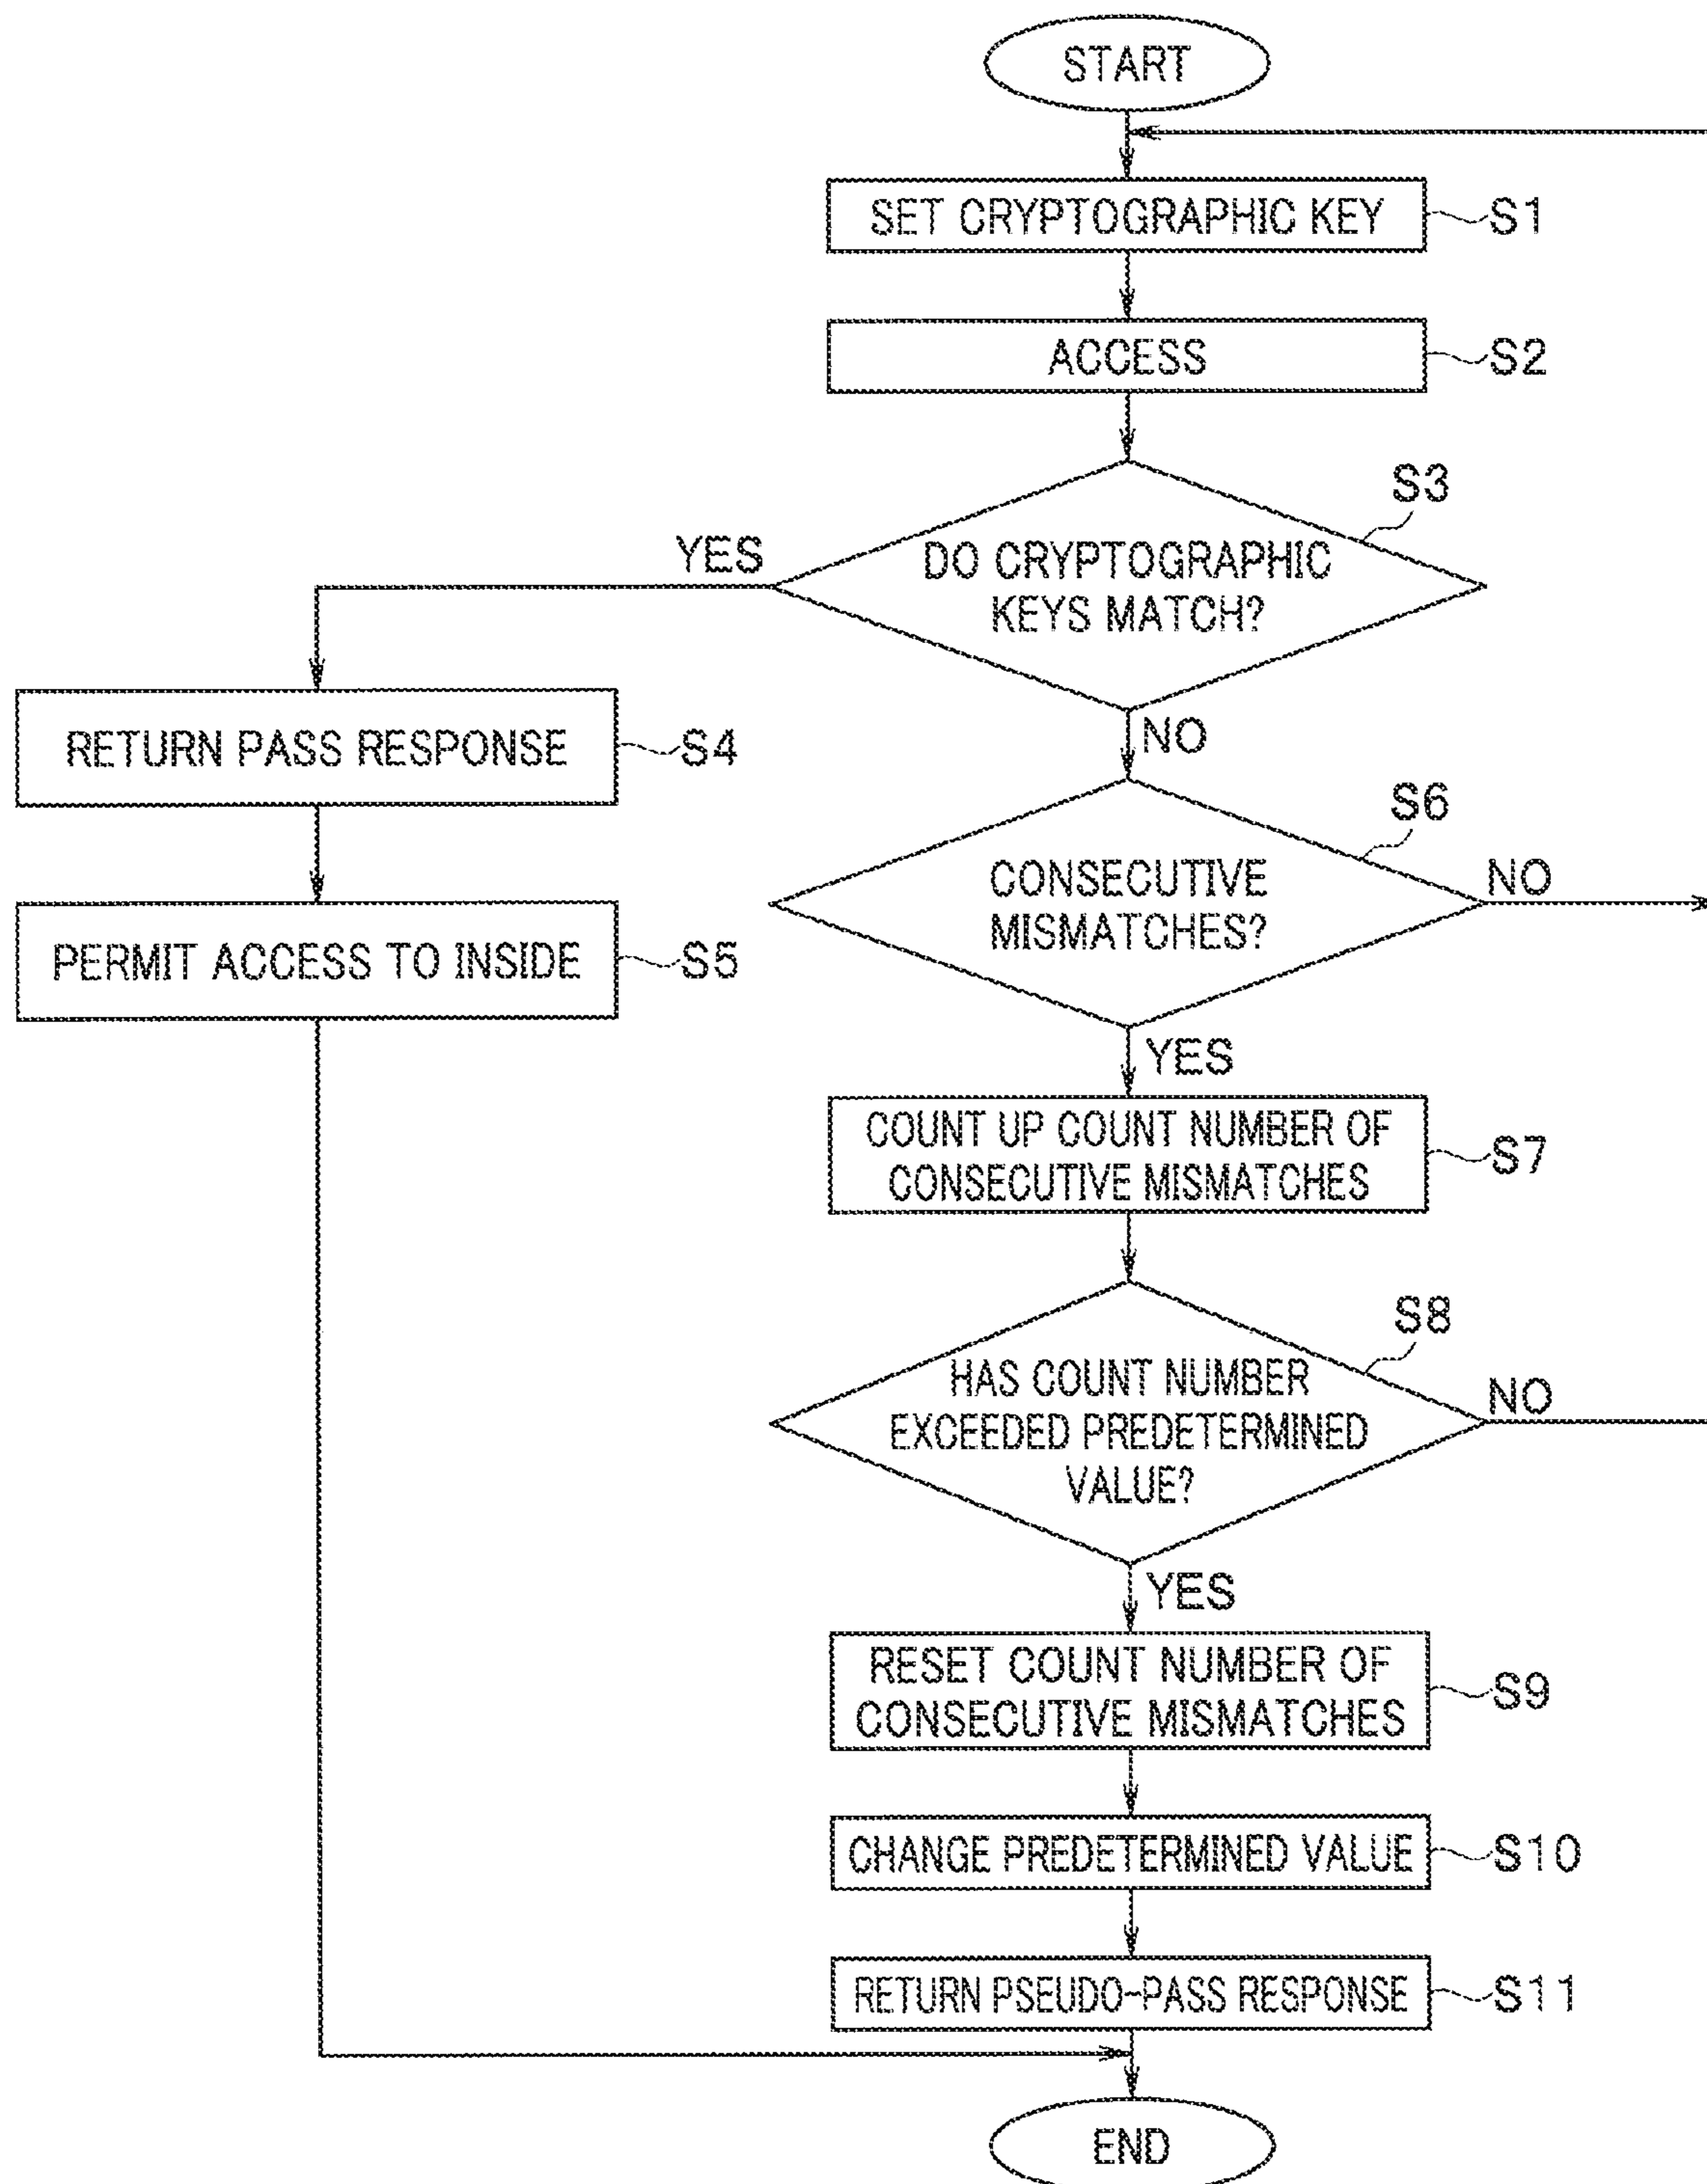 START
SET CRYPTOGRAPHIC KEY
S1
ACCESS
S2
S3
DO CRYPTOGRAPHIC
KEYS MATCH?
YES
NO
RETURN PASS RESPONSE
S4
PERMIT ACCESS TO INSIDE
S5
S6
CONSECUTIVE
MISMATCHES?
NO
YES
COUNT UP COUNT NUMBER OF
CONSECUTIVE MISMATCHES
S7
S8
HAS COUNT NUMBER
EXCEEDED PREDETERMINED
VALUE?
NO
YES
RESET COUNT NUMBER OF
CONSECUTIVE MISMATCHES
S9
CHANGE PREDETERMINED VALUE
S10
RETURN PSEUDO-PASS RESPONSE
S11
END